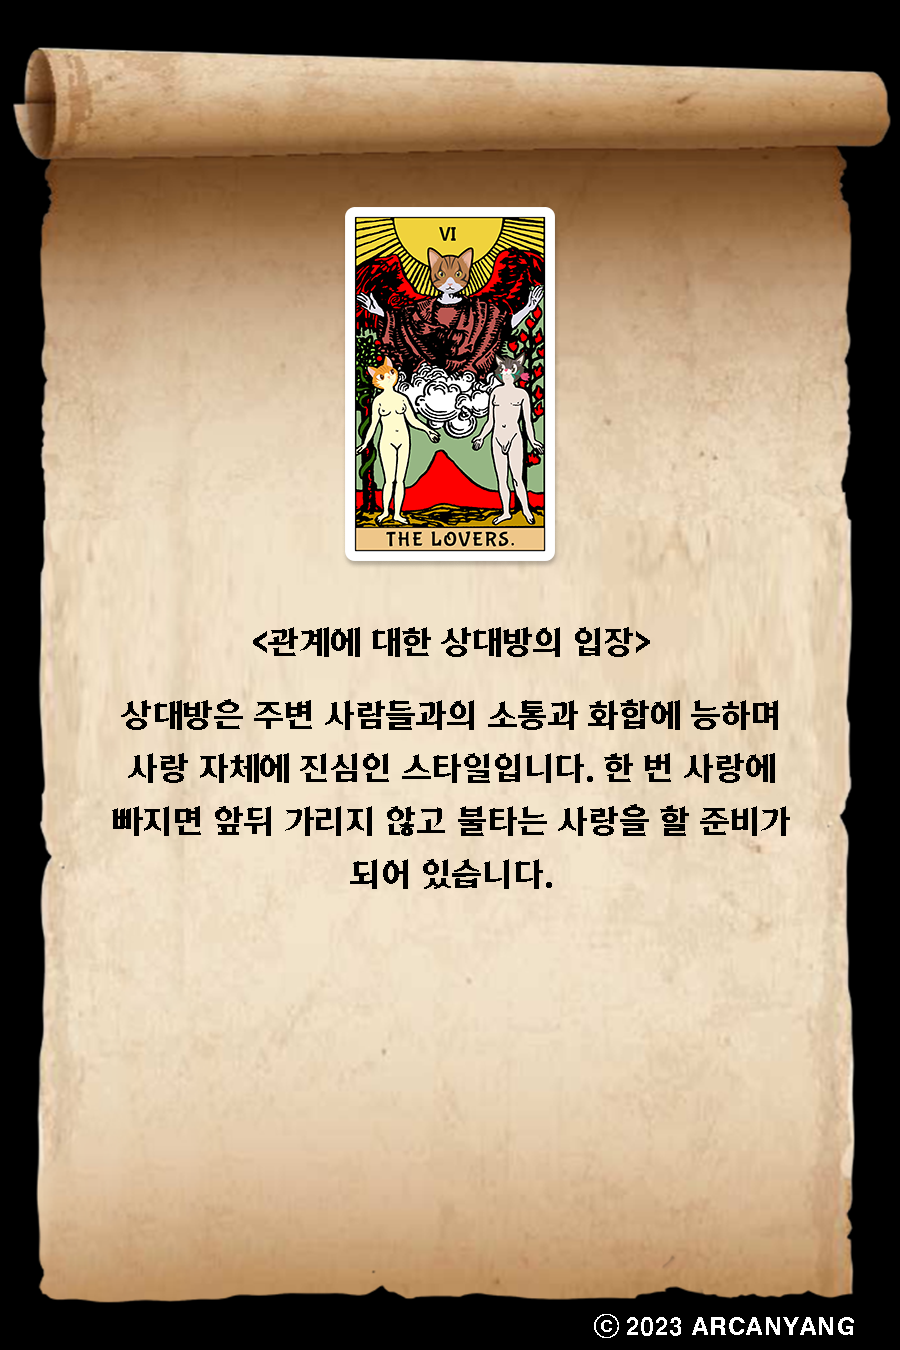 VI
THE LOVERS.
<관계에 대한 상대방의 입장>
상대방은 주변 사람들과의 소통과 화합에 능하며
사랑 자체에 진심인 스타일입니다. 한 번 사랑에
빠지면 앞뒤 가리지 않고 불타는 사랑을 할 준비가
되어 있습니다.
ⓒ 2023 ARCANYANG